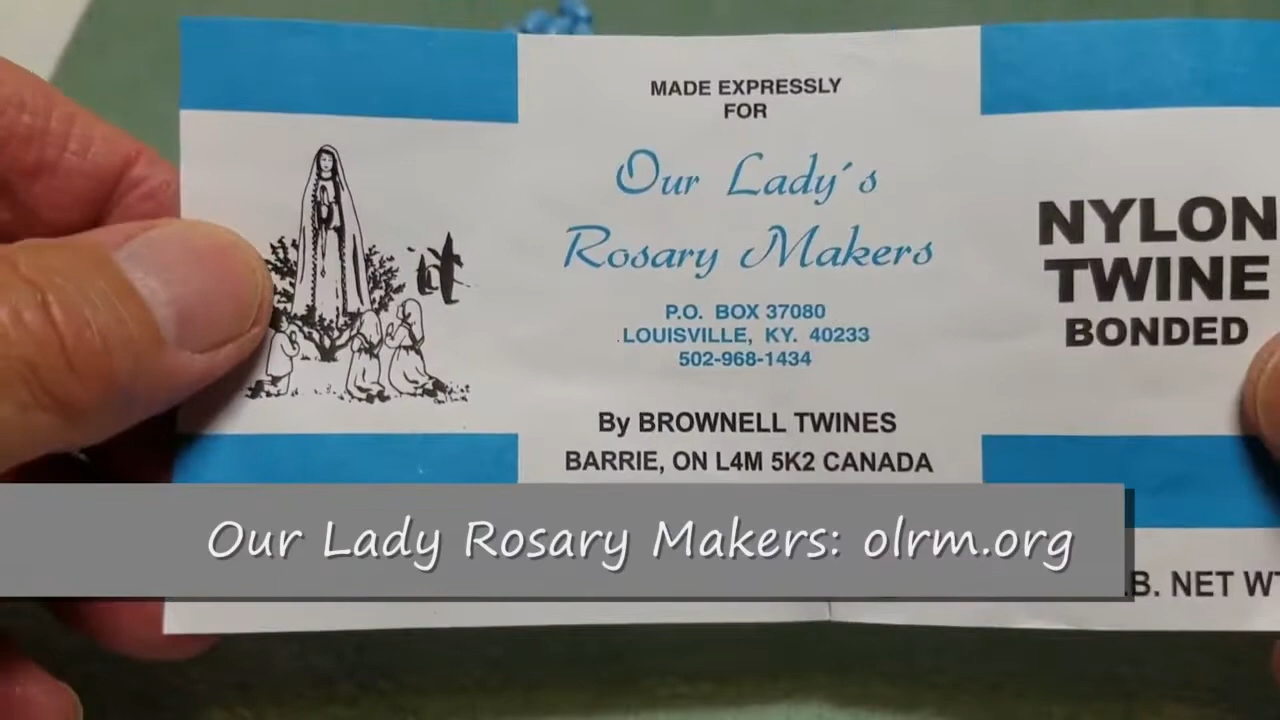 MADE EXPRESSLY
FOR
Our Lady´s
Rosary Makers
P.O. BOX 37080
LOUISVILLE, KY. 40233
502-968-1434
By BROWNELL TWINES
BARRIE, ON L4M 5K2 CANADA
NYLON
TWINE
BONDED
B. NET
Our Lady Rosary Makers: olrm.org